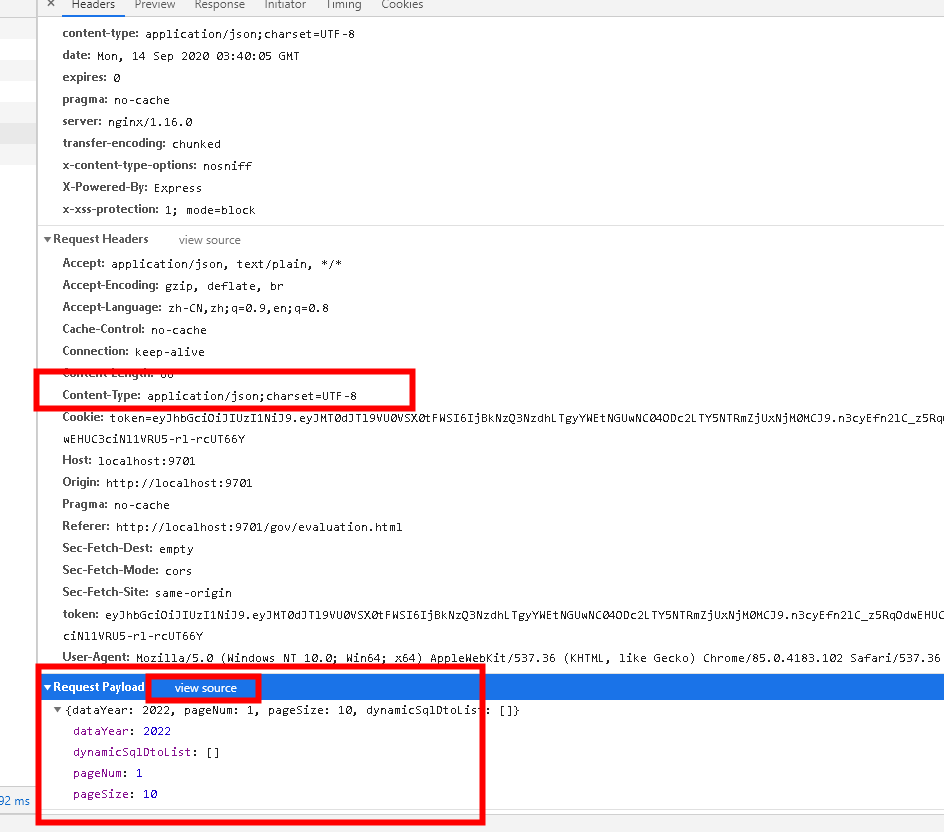 × Headers Preview Response Initiator Timing Cookies
content-type: application/json;charset=UTF-8
date: Mon, 14 Sep 2020 03:40:05 GMT
expires: 0
pragma: no-cache
server: nginx/1.16.0
transfer-encoding: chunked
x-content-type-options: nosniff
X-Powered-By: Express
x-xss-protection: 1; mode=block
▼Request Headers view source
Accept: application/json, text/plain, */*
Accept-Encoding: gzip, deflate, br
Accept-Language: zh-CN,zh;q=0.9,en;q=0.8
Cache-Control: no-cache
Connection: keep-alive
Content-Length:
Content-Type: application/json;charset=UTF-8
Cookie: token=eyJhbGciOiJIUzI1NiJ9.eyJMT0dJTl9VU0VSX0tFWSI6IjBkNzQ3NzdhLTgyYWEtNGUwNC04ODc2LTY5NTRmZjUxNjM0MCJ9.n3cyEfn2lC_z5RqO
wEHUC3ciNl1VRU5-rl-rcUT66Y
Host: localhost:9701
Origin: http://localhost:9701
Pragma: no-cache
Referer: http://localhost:9701/gov/evaluation.html
Sec-Fetch-Dest: empty
Sec-Fetch-Mode: cors
Sec-Fetch-Site: same-origin
token: eyJhbGciOiJIUzI1NiJ9.eyJMT0dJTl9VU0VSX0tFWSI6IjBkNzQ3NzdhLTgyYWEtNGUwNC04ODc2LTY5NTRmZjUxNjM0MCJ9.n3cyEfn2lC_z5RqOdwEHUC
ciNl1VRU5-rl-rcUT66Y
User-Agent: Mozilla/5.0 (Windows NT 10.0; Win64; x64) AppleWebKit/537.36 (KHTML, like Gecko) Chrome/85.0.4183.102 Safari/537.36
▼Request Payload view source
▼{dataYear: 2022, pageNum: 1, pageSize: 10, dynamicSqlDtoList: []}
dataYear: 2022
dynamicSqlDtoList: []
pageNum: 1
pageSize: 10
92 ms